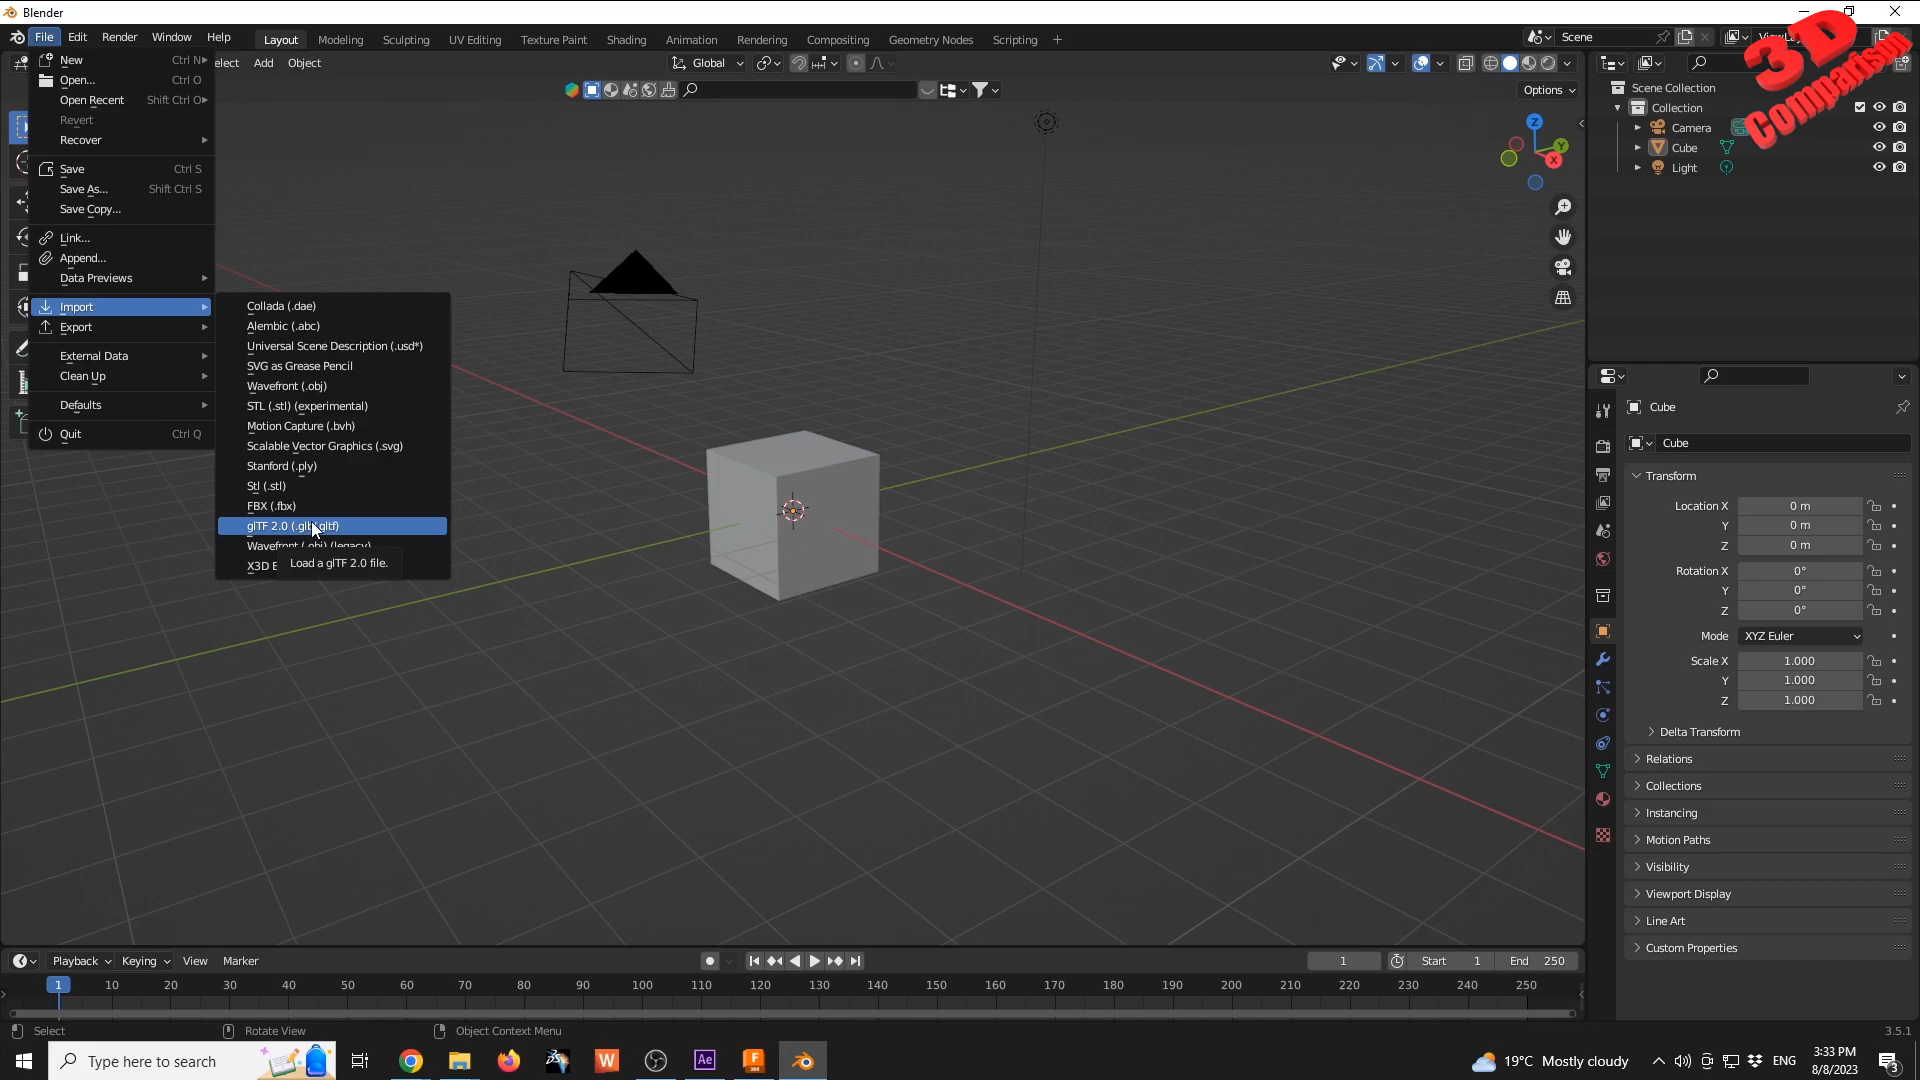 Blender
File Edit Render Window Help Layout Modeling Sculpting UV Editing Texture Paint Shading Animation Rendering Compositing Geometry Nodes Scripting + Scene
3D Comparison
elect Add Object Global
Options
New Ctrl N
Open... Ctrl O
Open Recent Shift Ctrl O
Revert
Recover
Save Ctrl S
Save As... Shift Ctrl S
Save Copy...
Link...
Append...
Data Previews
Import
Export
External Data
Clean Up
Defaults
Quit Ctrl Q
Collada (.dae)
Alembic (.abc)
Universal Scene Description (.usd*)
SVG as Grease Pencil
Wavefront (.obj)
STL (.stl) (experimental)
Motion Capture (.bvh)
Scalable Vector Graphics (.svg)
Stanford (.ply)
Stl (.stl)
FBX (.fbx)
glTF 2.0 (.glb/.gltf)
Wavefront (.obj) (legacy)
X3D E
Load a glTF 2.0 file.
Z
Y
X
Scene Collection
Collection
Camera
Cube
Light
Cube
Cube
Transform
Location X 0 m
Y 0 m
Z 0 m
Rotation X 0°
Y 0°
Z 0°
Mode XYZ Euler
Scale X 1.000
Y 1.000
Z 1.000
Delta Transform
Relations
Collections
Instancing
Motion Paths
Visibility
Viewport Display
Line Art
Custom Properties
Playback Keying View Marker 1 Start 1 End 250
1 10 20 30 40 50 60 70 80 90 100 110 120 130 140 150 160 170 180 190 200 210 220 230 240 250
Select Rotate View Object Context Menu 3.5.1
Type here to search 19°C Mostly cloudy ENG 3:33 PM
8/8/2023
3